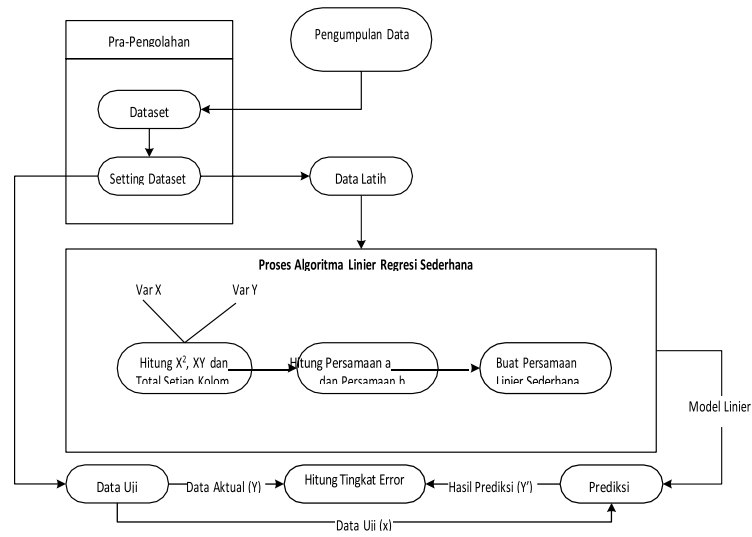 Pengumpulan Data
Pra-Pengolahan
Dataset
Setting Dataset
Data Latih
Proses Algoritma Linier Regresi Sederhana
Var X
Var Y
Hitung X², XY dan
Total Setiap Kolom
Hitung Persamaan a
dan Persamaan b
Buat Persamaan
Linier Sederhana
Model Linier
Data Uji
Data Aktual (Y)
Hitung Tingkat Error
Hasil Prediksi (Y’)
Prediksi
Data Uji (x)